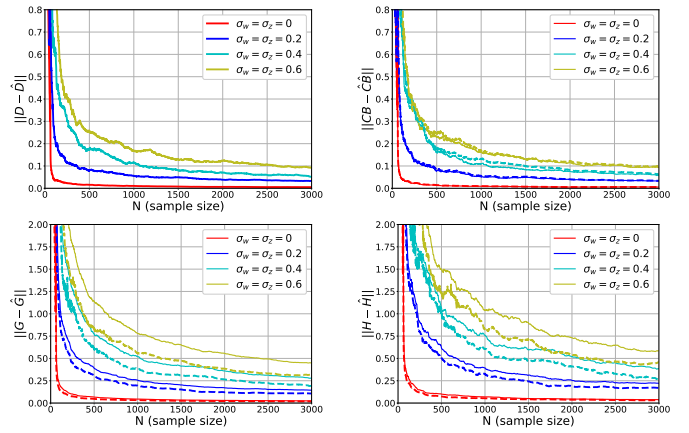 ||D − D̂||
0.8
0.7
0.6
0.5
0.4
0.3
0.2
0.1
0.0
0 500 1000 1500 2000 2500 3000
N (sample size)
σw = σz = 0
σw = σz = 0.2
σw = σz = 0.4
σw = σz = 0.6
||CB − ĈB||
0.8
0.7
0.6
0.5
0.4
0.3
0.2
0.1
0.0
0 500 1000 1500 2000 2500 3000
N (sample size)
σw = σz = 0
σw = σz = 0.2
σw = σz = 0.4
σw = σz = 0.6
||G − Ĝ||
2.00
1.75
1.50
1.25
1.00
0.75
0.50
0.25
0.00
0 500 1000 1500 2000 2500 3000
N (sample size)
σw = σz = 0
σw = σz = 0.2
σw = σz = 0.4
σw = σz = 0.6
||H − Ĥ||
2.00
1.75
1.50
1.25
1.00
0.75
0.50
0.25
0.00
0 500 1000 1500 2000 2500 3000
N (sample size)
σw = σz = 0
σw = σz = 0.2
σw = σz = 0.4
σw = σz = 0.6